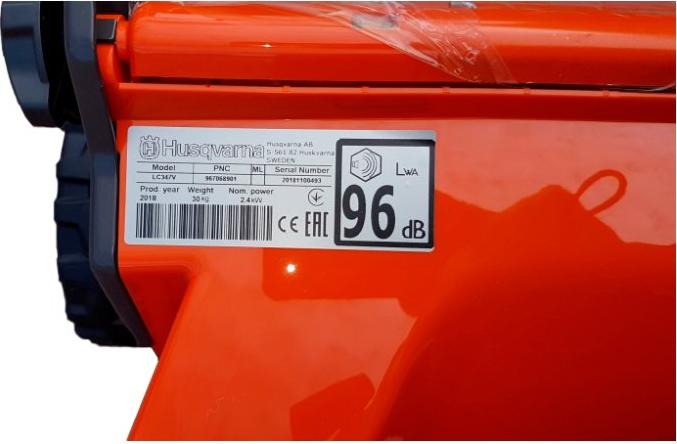 Husqvarna
Husqvarna AB
S-561 82 Huskvarna
SWEDEN
Model PNC ML Serial Number
LC347V 967068901 20181100493
Prod. year Weight Nom. power
2018 30 kg 2.4 kW
CE EAC
LWA
96 dB